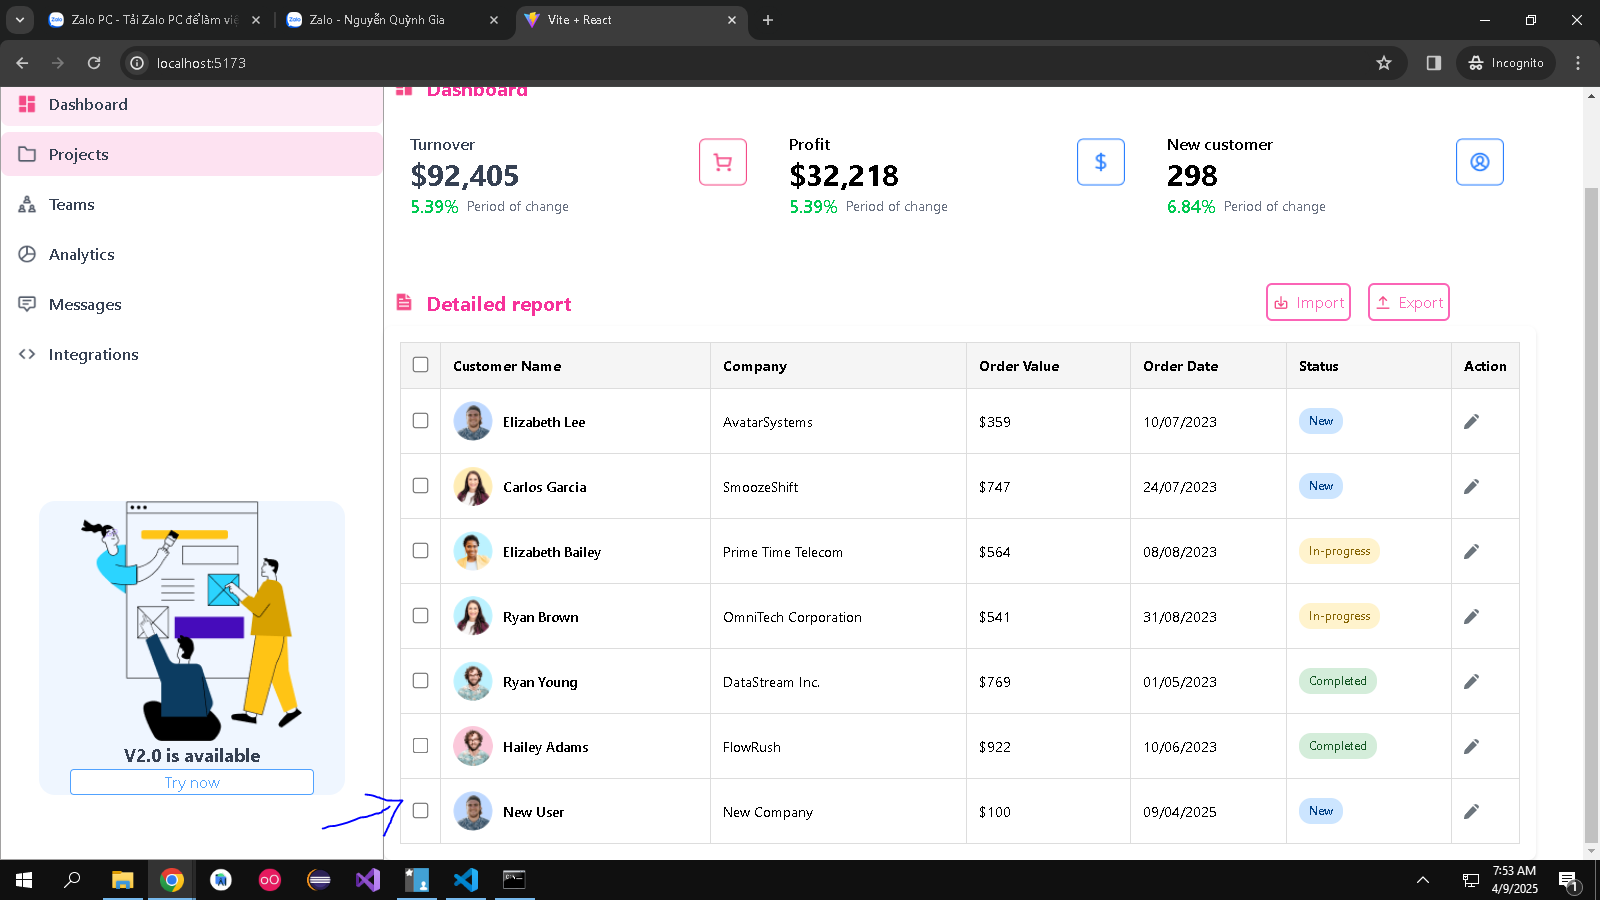 Zalo PC - Tải Zalo PC để làm việ
Zalo - Nguyễn Quỳnh Gia
Vite + React
localhost:5173
Incognito
Dashboard
Projects
Teams
Analytics
Messages
Integrations
V2.0 is available
Try now
Dashboard
Turnover
$92,405
5.39% Period of change
Profit
$32,218
5.39% Period of change
New customer
298
6.84% Period of change
Detailed report
Import
Export
Customer Name Company Order Value Order Date Status Action
Elizabeth Lee AvatarSystems $359 10/07/2023 New
Carlos Garcia SmoozeShift $747 24/07/2023 New
Elizabeth Bailey Prime Time Telecom $564 08/08/2023 In-progress
Ryan Brown OmniTech Corporation $541 31/08/2023 In-progress
Ryan Young DataStream Inc. $769 01/05/2023 Completed
Hailey Adams FlowRush $922 10/06/2023 Completed
New User New Company $100 09/04/2025 New
7:53 AM
4/9/2025
1